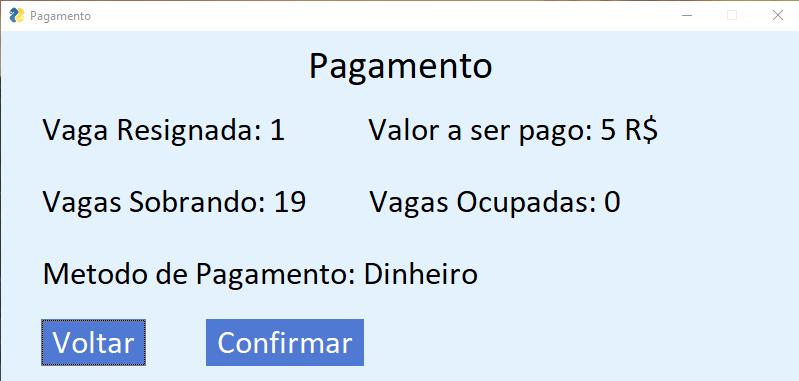 Pagamento
Pagamento
Vaga Resignada: 1 Valor a ser pago: 5 R$
Vagas Sobrando: 19 Vagas Ocupadas: 0
Metodo de Pagamento: Dinheiro
Voltar Confirmar